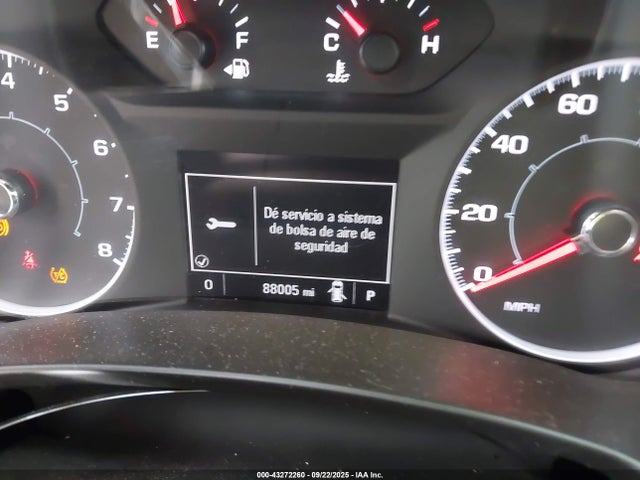 E F
C H
4
5
6
7
8
60
40
20
0
MPH
Dé servicio a sistema
de bolsa de aire de
seguridad
0 88005 mi P
000-43272260 - 09/22/2025 - IAA Inc.